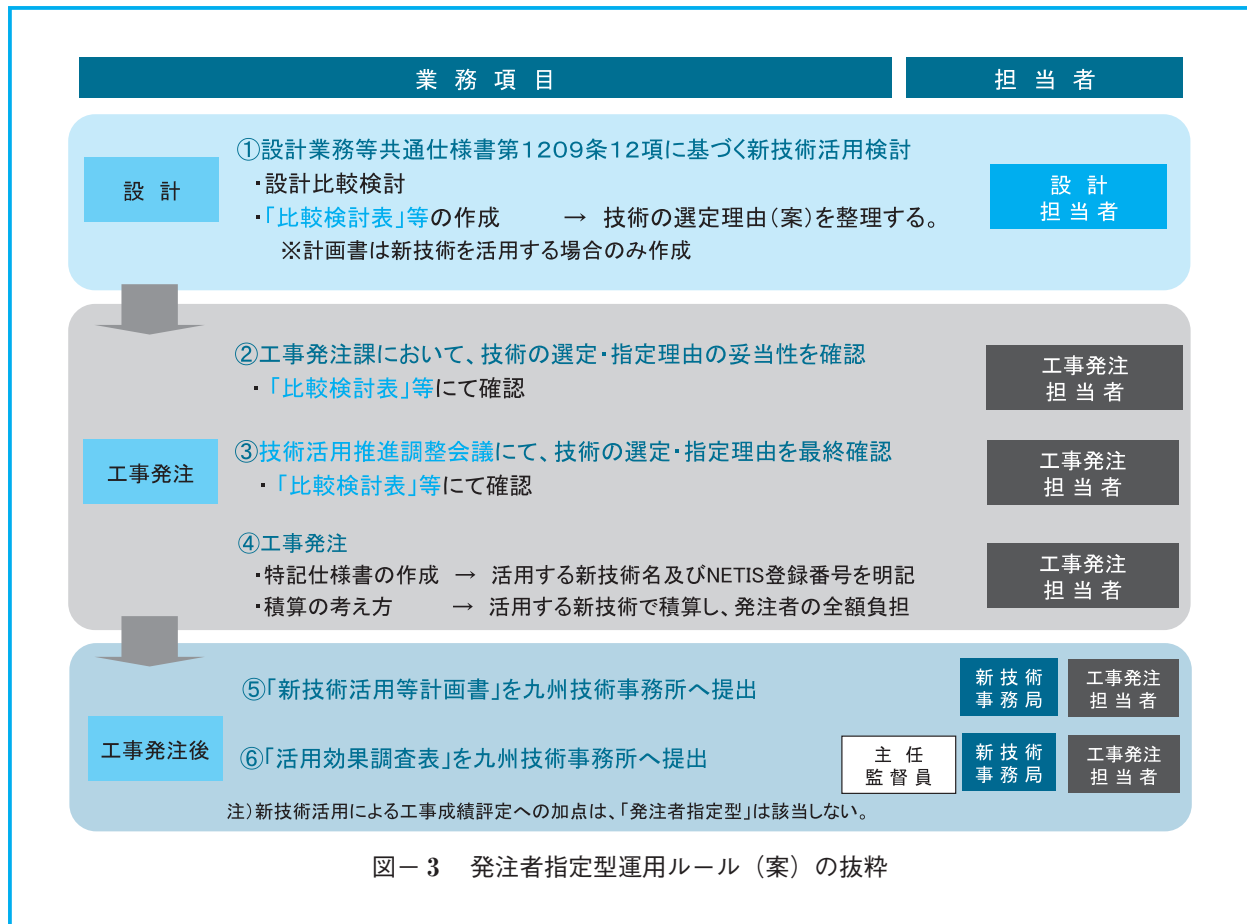 業務項目 担当者
設計
①設計業務等共通仕様書第1209条12項に基づく新技術活用検討
・設計比較検討
・「比較検討表」等の作成 → 技術の選定理由(案)を整理する。
※計画書は新技術を活用する場合のみ作成
設計
担当者
②工事発注課において、技術の選定・指定理由の妥当性を確認
・「比較検討表」等にて確認
工事発注
担当者
工事発注
③技術活用推進調整会議にて、技術の選定・指定理由を最終確認
・「比較検討表」等にて確認
工事発注
担当者
④工事発注
・特記仕様書の作成 → 活用する新技術名及びNETIS登録番号を明記
・積算の考え方 → 活用する新技術で積算し、発注者の全額負担
工事発注
担当者
工事発注後
⑤「新技術活用等計画書」を九州技術事務所へ提出
新技術
事務局
工事発注
担当者
⑥「活用効果調査表」を九州技術事務所へ提出
主任
監督員
新技術
事務局
工事発注
担当者
注)新技術活用による工事成績評定への加点は、「発注者指定型」は該当しない。
図-3 発注者指定型運用ルール(案)の抜粋